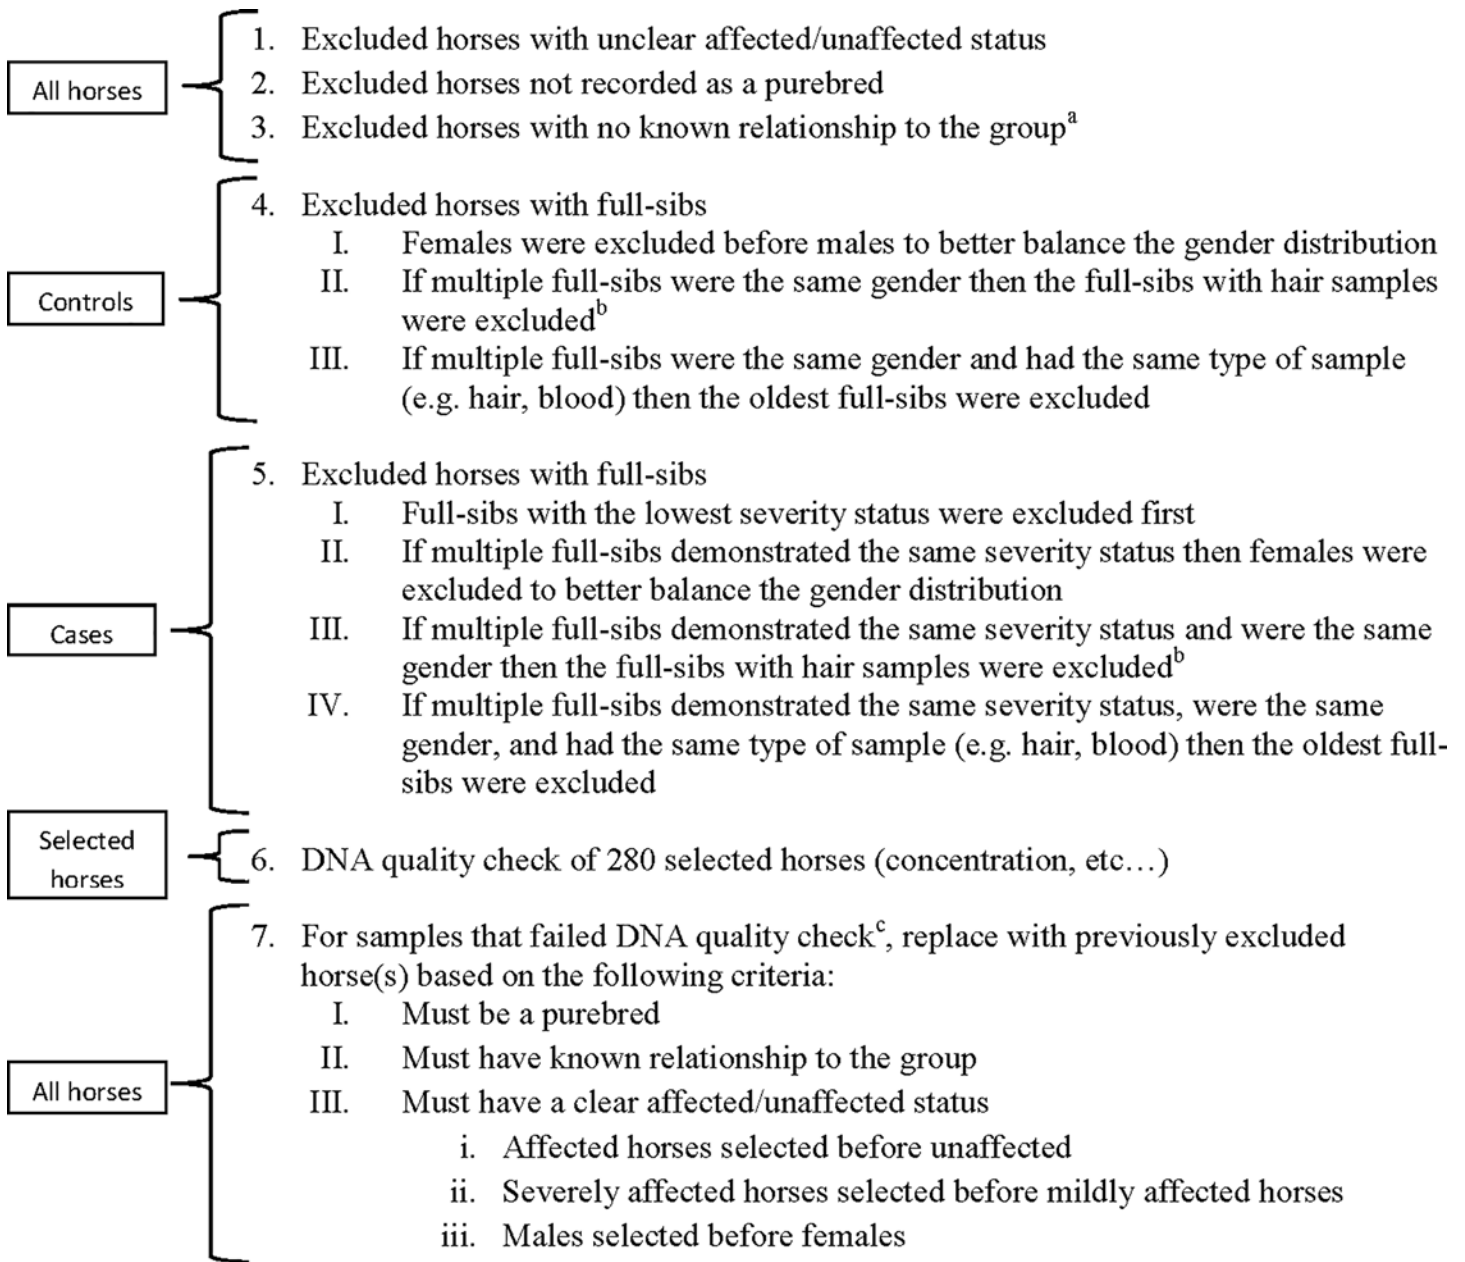 All horses
1. Excluded horses with unclear affected/unaffected status
2. Excluded horses not recorded as a purebred
3. Excluded horses with no known relationship to the groupᵃ
Controls
4. Excluded horses with full-sibs
I. Females were excluded before males to better balance the gender distribution
II. If multiple full-sibs were the same gender then the full-sibs with hair samples
were excludedᵇ
III. If multiple full-sibs were the same gender and had the same type of sample
(e.g. hair, blood) then the oldest full-sibs were excluded
Cases
5. Excluded horses with full-sibs
I. Full-sibs with the lowest severity status were excluded first
II. If multiple full-sibs demonstrated the same severity status then females were
excluded to better balance the gender distribution
III. If multiple full-sibs demonstrated the same severity status and were the same
gender then the full-sibs with hair samples were excludedᵇ
IV. If multiple full-sibs demonstrated the same severity status, were the same
gender, and had the same type of sample (e.g. hair, blood) then the oldest full-
sibs were excluded
Selected
horses
6. DNA quality check of 280 selected horses (concentration, etc…)
All horses
7. For samples that failed DNA quality checkᶜ, replace with previously excluded
horse(s) based on the following criteria:
I. Must be a purebred
II. Must have known relationship to the group
III. Must have a clear affected/unaffected status
i. Affected horses selected before unaffected
ii. Severely affected horses selected before mildly affected horses
iii. Males selected before females